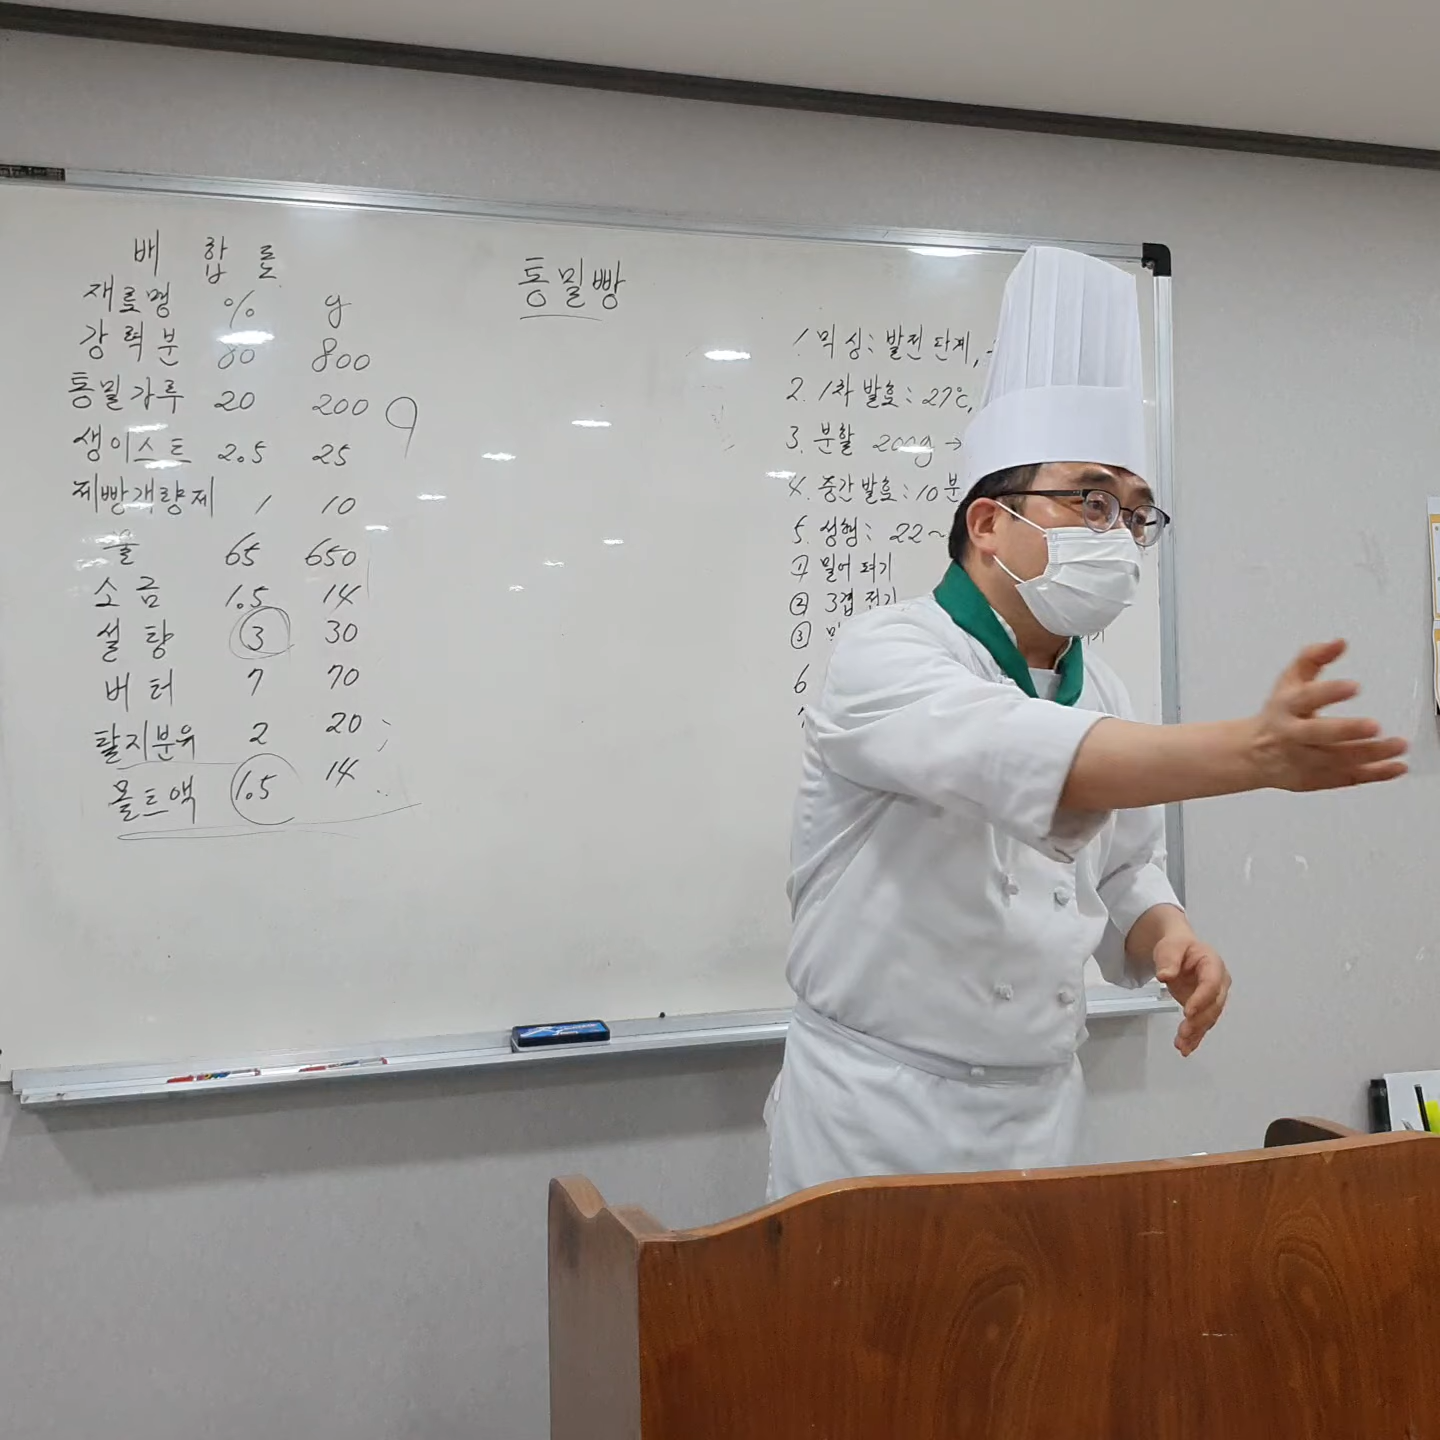 배 합 표
재료명 % g
강력분 80 800
통밀가루 20 200
생이스트 2.5 25
제빵개량제 1 10
물 65 650
소금 1.5 14
설탕 3 30
버터 7 70
탈지분유 2 20
몰트액 1.5 14
통밀빵
1. 믹싱: 발전단계,
2. 1차 발효: 27℃,
3. 분할 200g →
4. 중간발효: 10분
5. 성형: 22~
① 밀어 펴기
② 3겹 접기
③
6